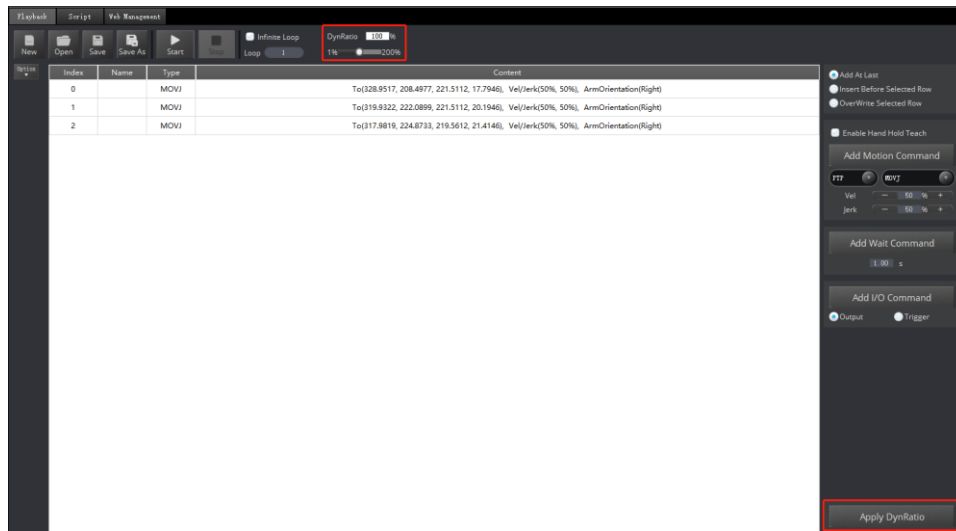 Playback Script Web Management
Infinite Loop DynRatio 100 %
New Open Save Save As Start Stop Loop 1 1% 200%
Option Index Name Type Content
0 MOVJ To(328.9517, 208.4977, 221.5112, 17.7946), Vel/Jerk(50%, 50%), ArmOrientation(Right)
1 MOVJ To(319.9322, 222.0899, 221.5112, 20.1946), Vel/Jerk(50%, 50%), ArmOrientation(Right)
2 MOVJ To(317.9819, 224.8733, 219.5612, 21.4146), Vel/Jerk(50%, 50%), ArmOrientation(Right)
Add At Last
Insert Before Selected Row
OverWrite Selected Row
Enable Hand Hold Teach
Add Motion Command
PTP MOVJ
Vel − 50 % +
Jerk − 50 % +
Add Wait Command
1.00 s
Add I/O Command
Output Trigger
Apply DynRatio